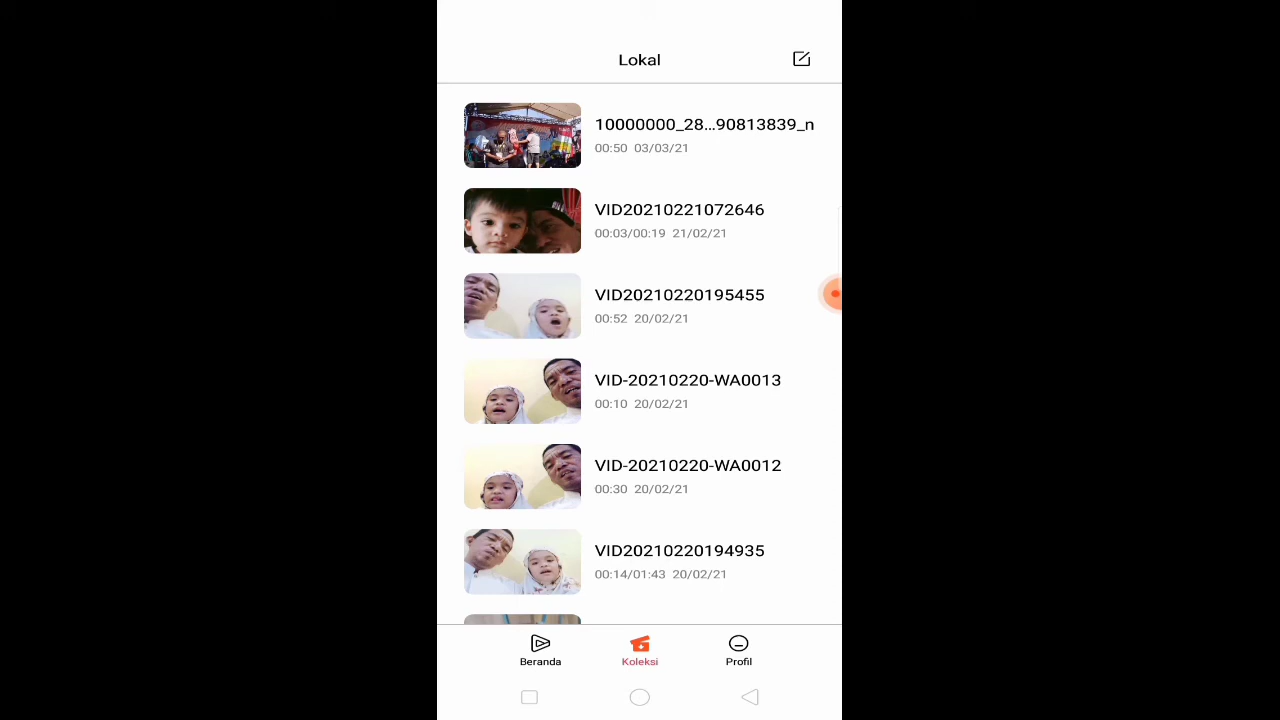 Lokal
10000000_28...90813839_n
00:50 03/03/21
VID20210221072646
00:03/00:19 21/02/21
VID20210220195455
00:52 20/02/21
VID-20210220-WA0013
00:10 20/02/21
VID-20210220-WA0012
00:30 20/02/21
VID20210220194935
00:14/01:43 20/02/21
Beranda
Koleksi
Profil